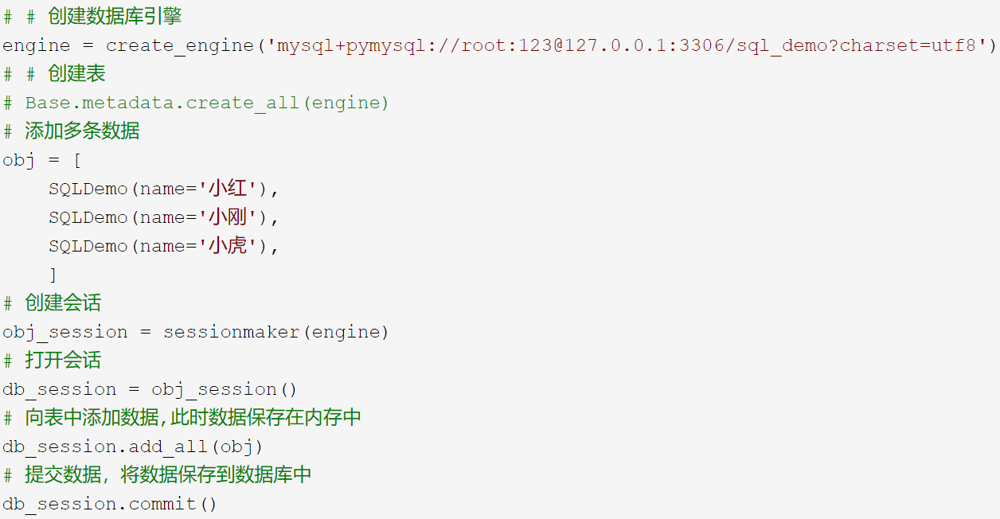 # # 创建数据库引擎
engine = create_engine('mysql+pymysql://root:123@127.0.0.1:3306/sql_demo?charset=utf8')
# # 创建表
# Base.metadata.create_all(engine)
# 添加多条数据
obj = [
    SQLDemo(name='小红'),
    SQLDemo(name='小刚'),
    SQLDemo(name='小虎'),
    ]
# 创建会话
obj_session = sessionmaker(engine)
# 打开会话
db_session = obj_session()
# 向表中添加数据,此时数据保存在内存中
db_session.add_all(obj)
# 提交数据，将数据保存到数据库中
db_session.commit()